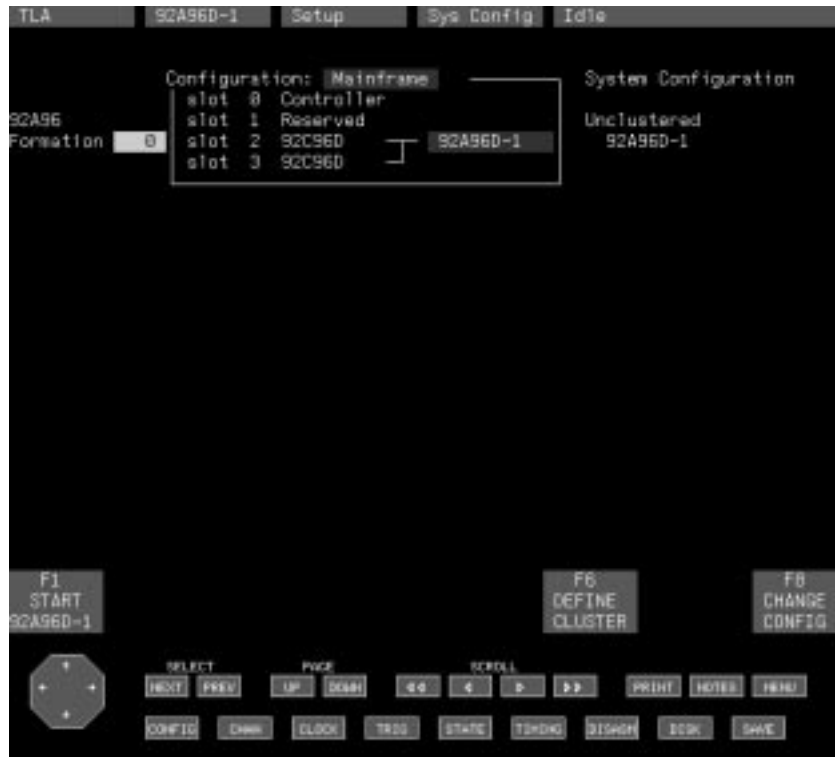 TLA 92A96D-1 Setup Sys Config Idle
Configuration: Mainframe System Configuration
slot 0 Controller
92A96 slot 1 Reserved Unclustered
Formation 0 slot 2 92C96D 92A96D-1 92A96D-1
slot 3 92C96D
F1 F6 F8
START DEFINE CHANGE
92A96D-1 CLUSTER CONFIG
SELECT PAGE SCROLL
NEXT PREV UP DOWN PRINT NOTES MENU
CONFIG CHAN CLOCK TRIG STATE TIMING DISASM DISK SAVE